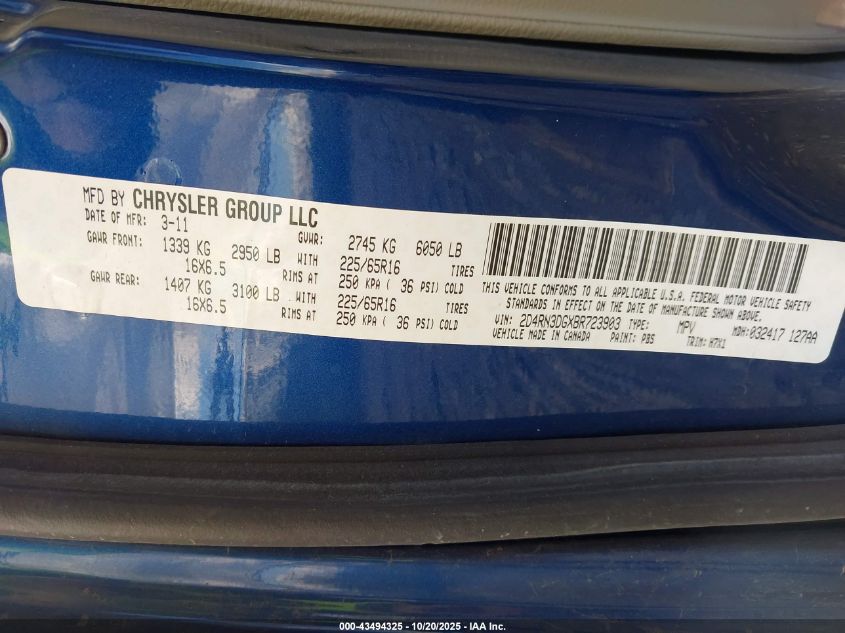 MFD BY CHRYSLER GROUP LLC
DATE OF MFR: 3-11 GVWR: 2745 KG 6050 LB
GAWR FRONT: 1339 KG 2950 LB WITH 225/65R16 TIRES
16X6.5 RIMS AT 250 KPA ( 36 PSI) COLD
GAWR REAR: 1407 KG 3100 LB WITH 225/65R16 TIRES
16X6.5 RIMS AT 250 KPA ( 36 PSI) COLD
THIS VEHICLE CONFORMS TO ALL APPLICABLE U.S.A. FEDERAL MOTOR VEHICLE SAFETY
STANDARDS IN EFFECT ON THE DATE OF MANUFACTURE SHOWN ABOVE.
VIN: 2D4RN3DGXBR723903 TYPE: MPV MDH:032417 127AA
VEHICLE MADE IN CANADA PAINT: PBS TRIM: H7X1
000-43494325 - 10/20/2025 - IAA Inc.